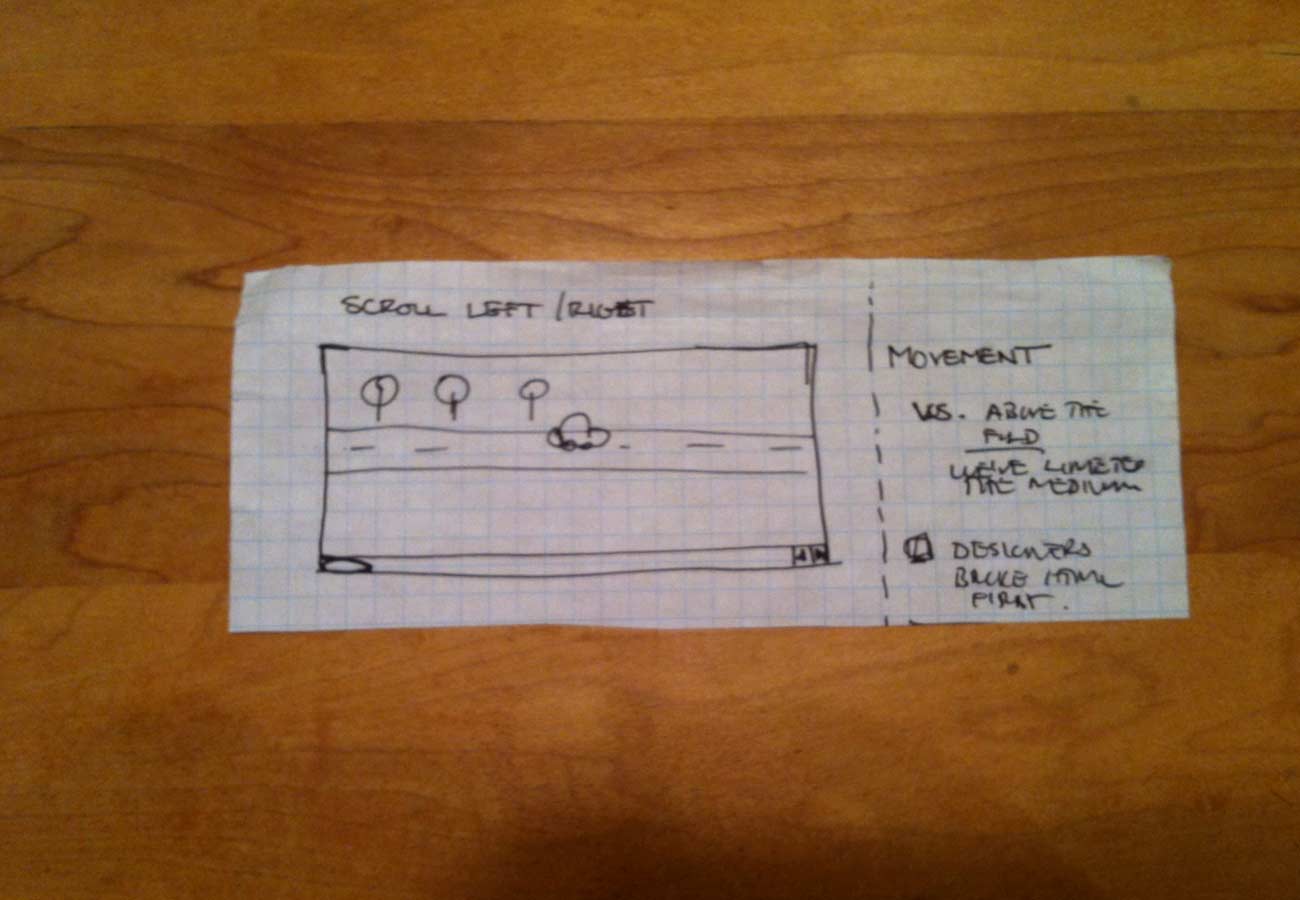 SCROLL LEFT / RIGHT
MOVEMENT
VS. ABOVE THE
FOLD
WE'VE LIMITED
THE MEDIUM
DESIGNERS
BROKE HTML
FIRST.